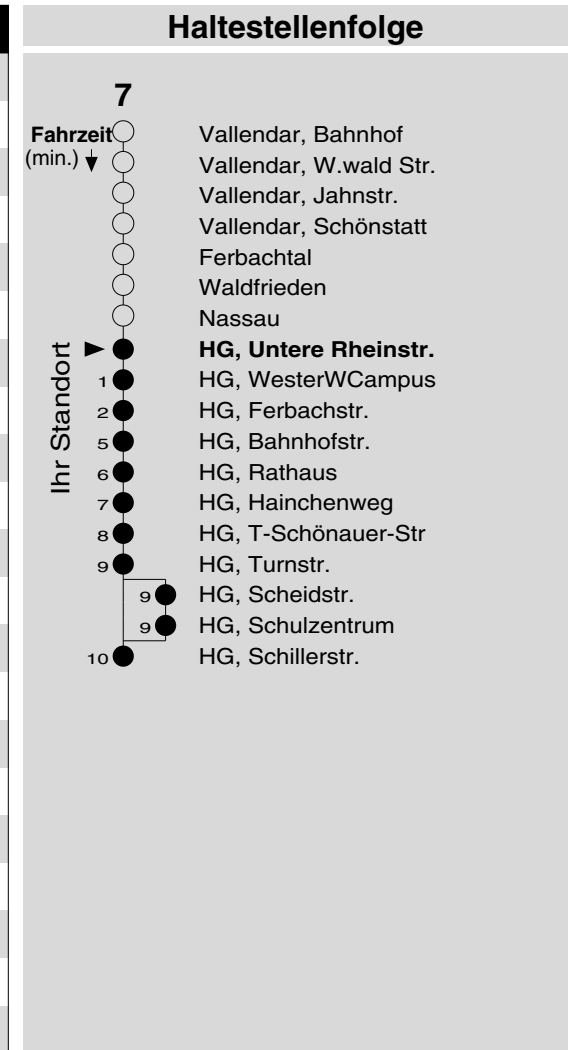 Haltestellenfolge
7
Fahrzeit Vallendar, Bahnhof
(min.) Vallendar, W.wald Str.
Vallendar, Jahnstr.
Vallendar, Schönstatt
Ferbachtal
Waldfrieden
Nassau
Ihr Standort
HG, Untere Rheinstr.
1 HG, WesterWCampus
2 HG, Ferbachstr.
5 HG, Bahnhofstr.
6 HG, Rathaus
7 HG, Hainchenweg
8 HG, T-Schönauer-Str
9 HG, Turnstr.
9 HG, Scheidstr.
9 HG, Schulzentrum
10 HG, Schillerstr.